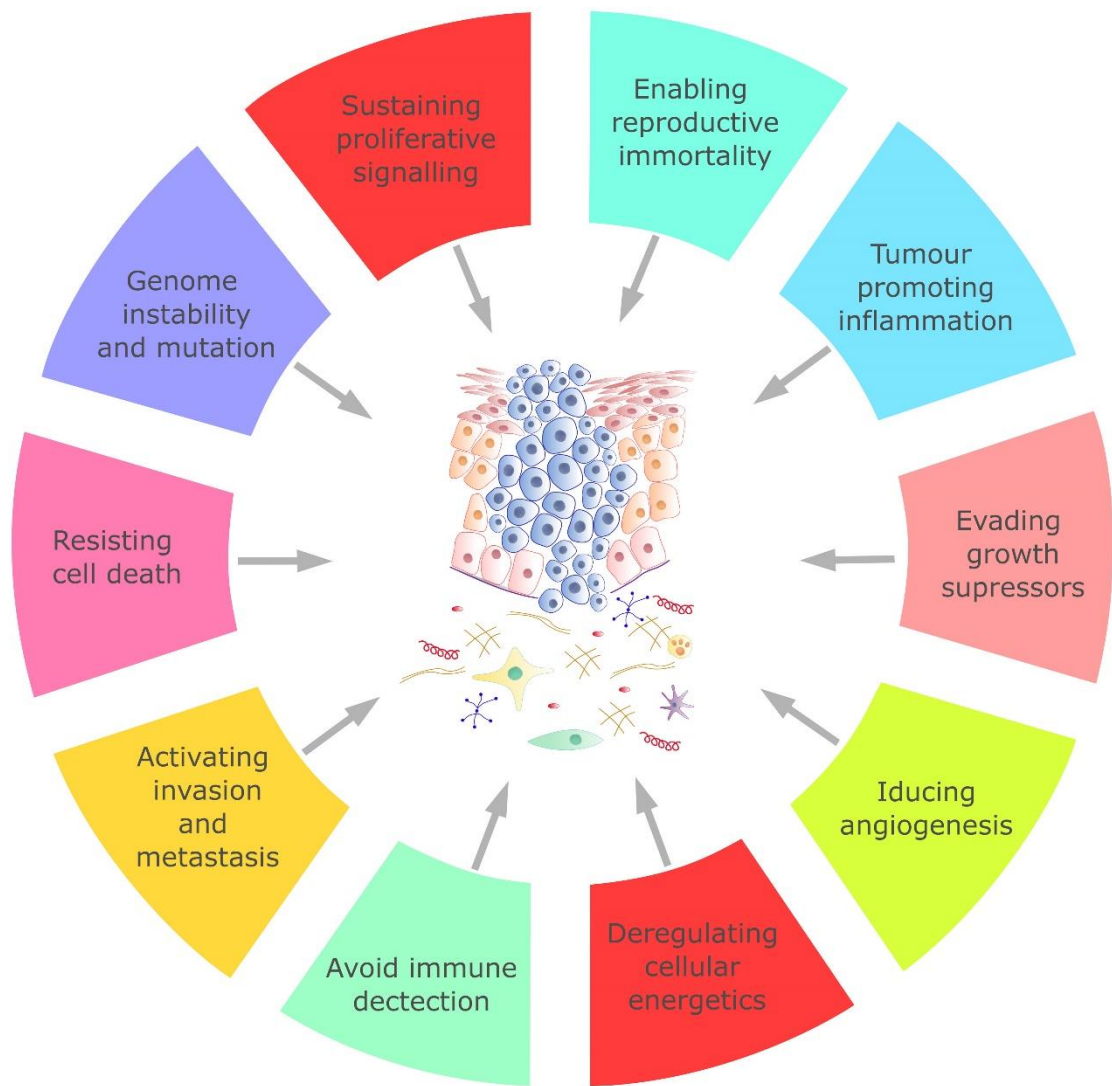 Sustaining
proliferative
signalling
Enabling
reproductive
immortality
Tumour
promoting
inflammation
Evading
growth
supressors
Iducing
angiogenesis
Deregulating
cellular
energetics
Avoid immune
dectection
Activating
invasion
and
metastasis
Resisting
cell death
Genome
instability
and mutation